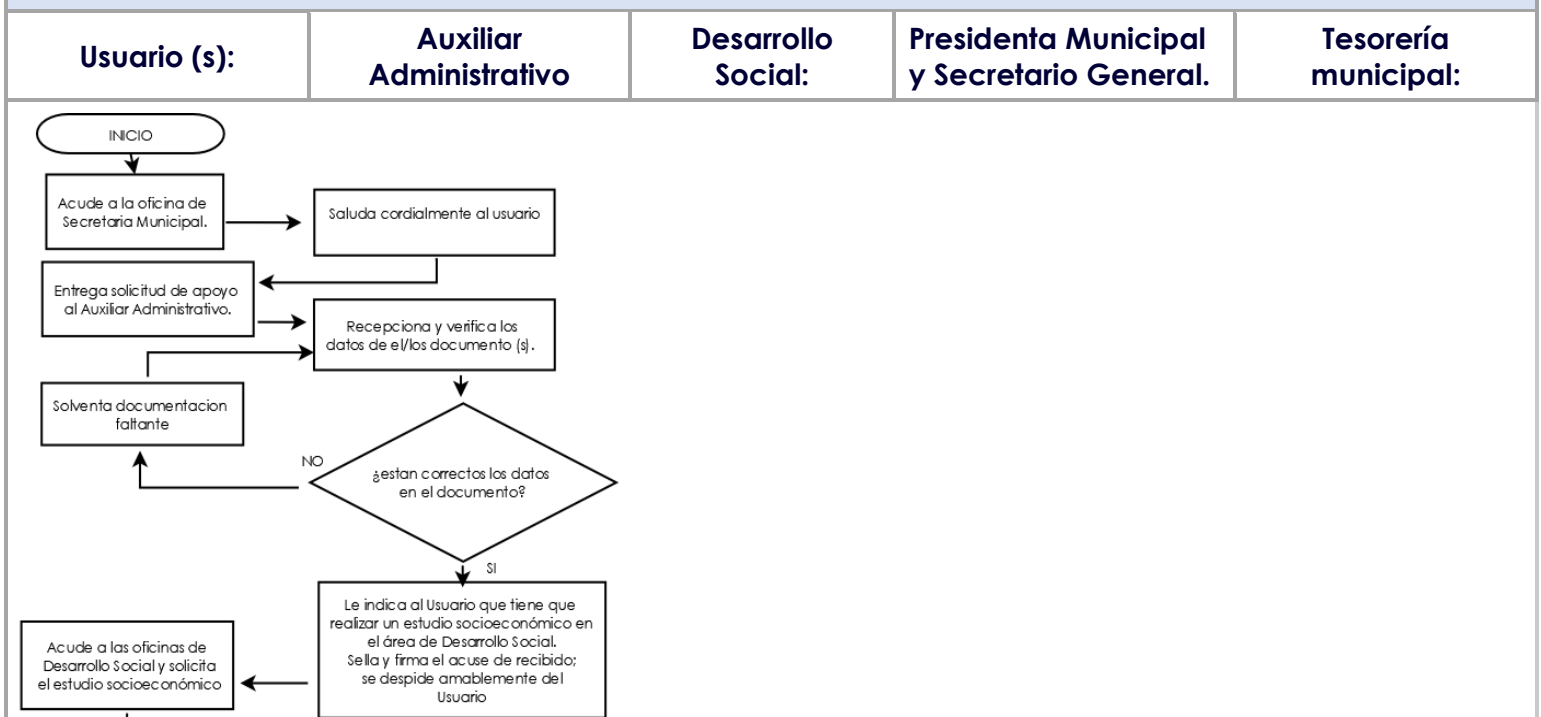 Usuario (s):
Auxiliar
Administrativo
Desarrollo
Social:
Presidenta Municipal
y Secretario General.
Tesorería
municipal:
INICIO
Acude a la oficina de
Secretaria Municipal.
Saluda cordialmente al usuario
Entrega solicitud de apoyo
al Auxiliar Administrativo.
Recepciona y verifica los
datos de el/los documento (s).
Solventa documentacion
faltante
NO
¿estan correctos los datos
en el documento?
SI
Le indica al Usuario que tiene que
realizar un estudio socioeconómico en
el área de Desarrollo Social.
Sella y firma el acuse de recibido;
se despide amablemente del
Usuario
Acude a las oficinas de
Desarrollo Social y solicita
el estudio socioeconómico